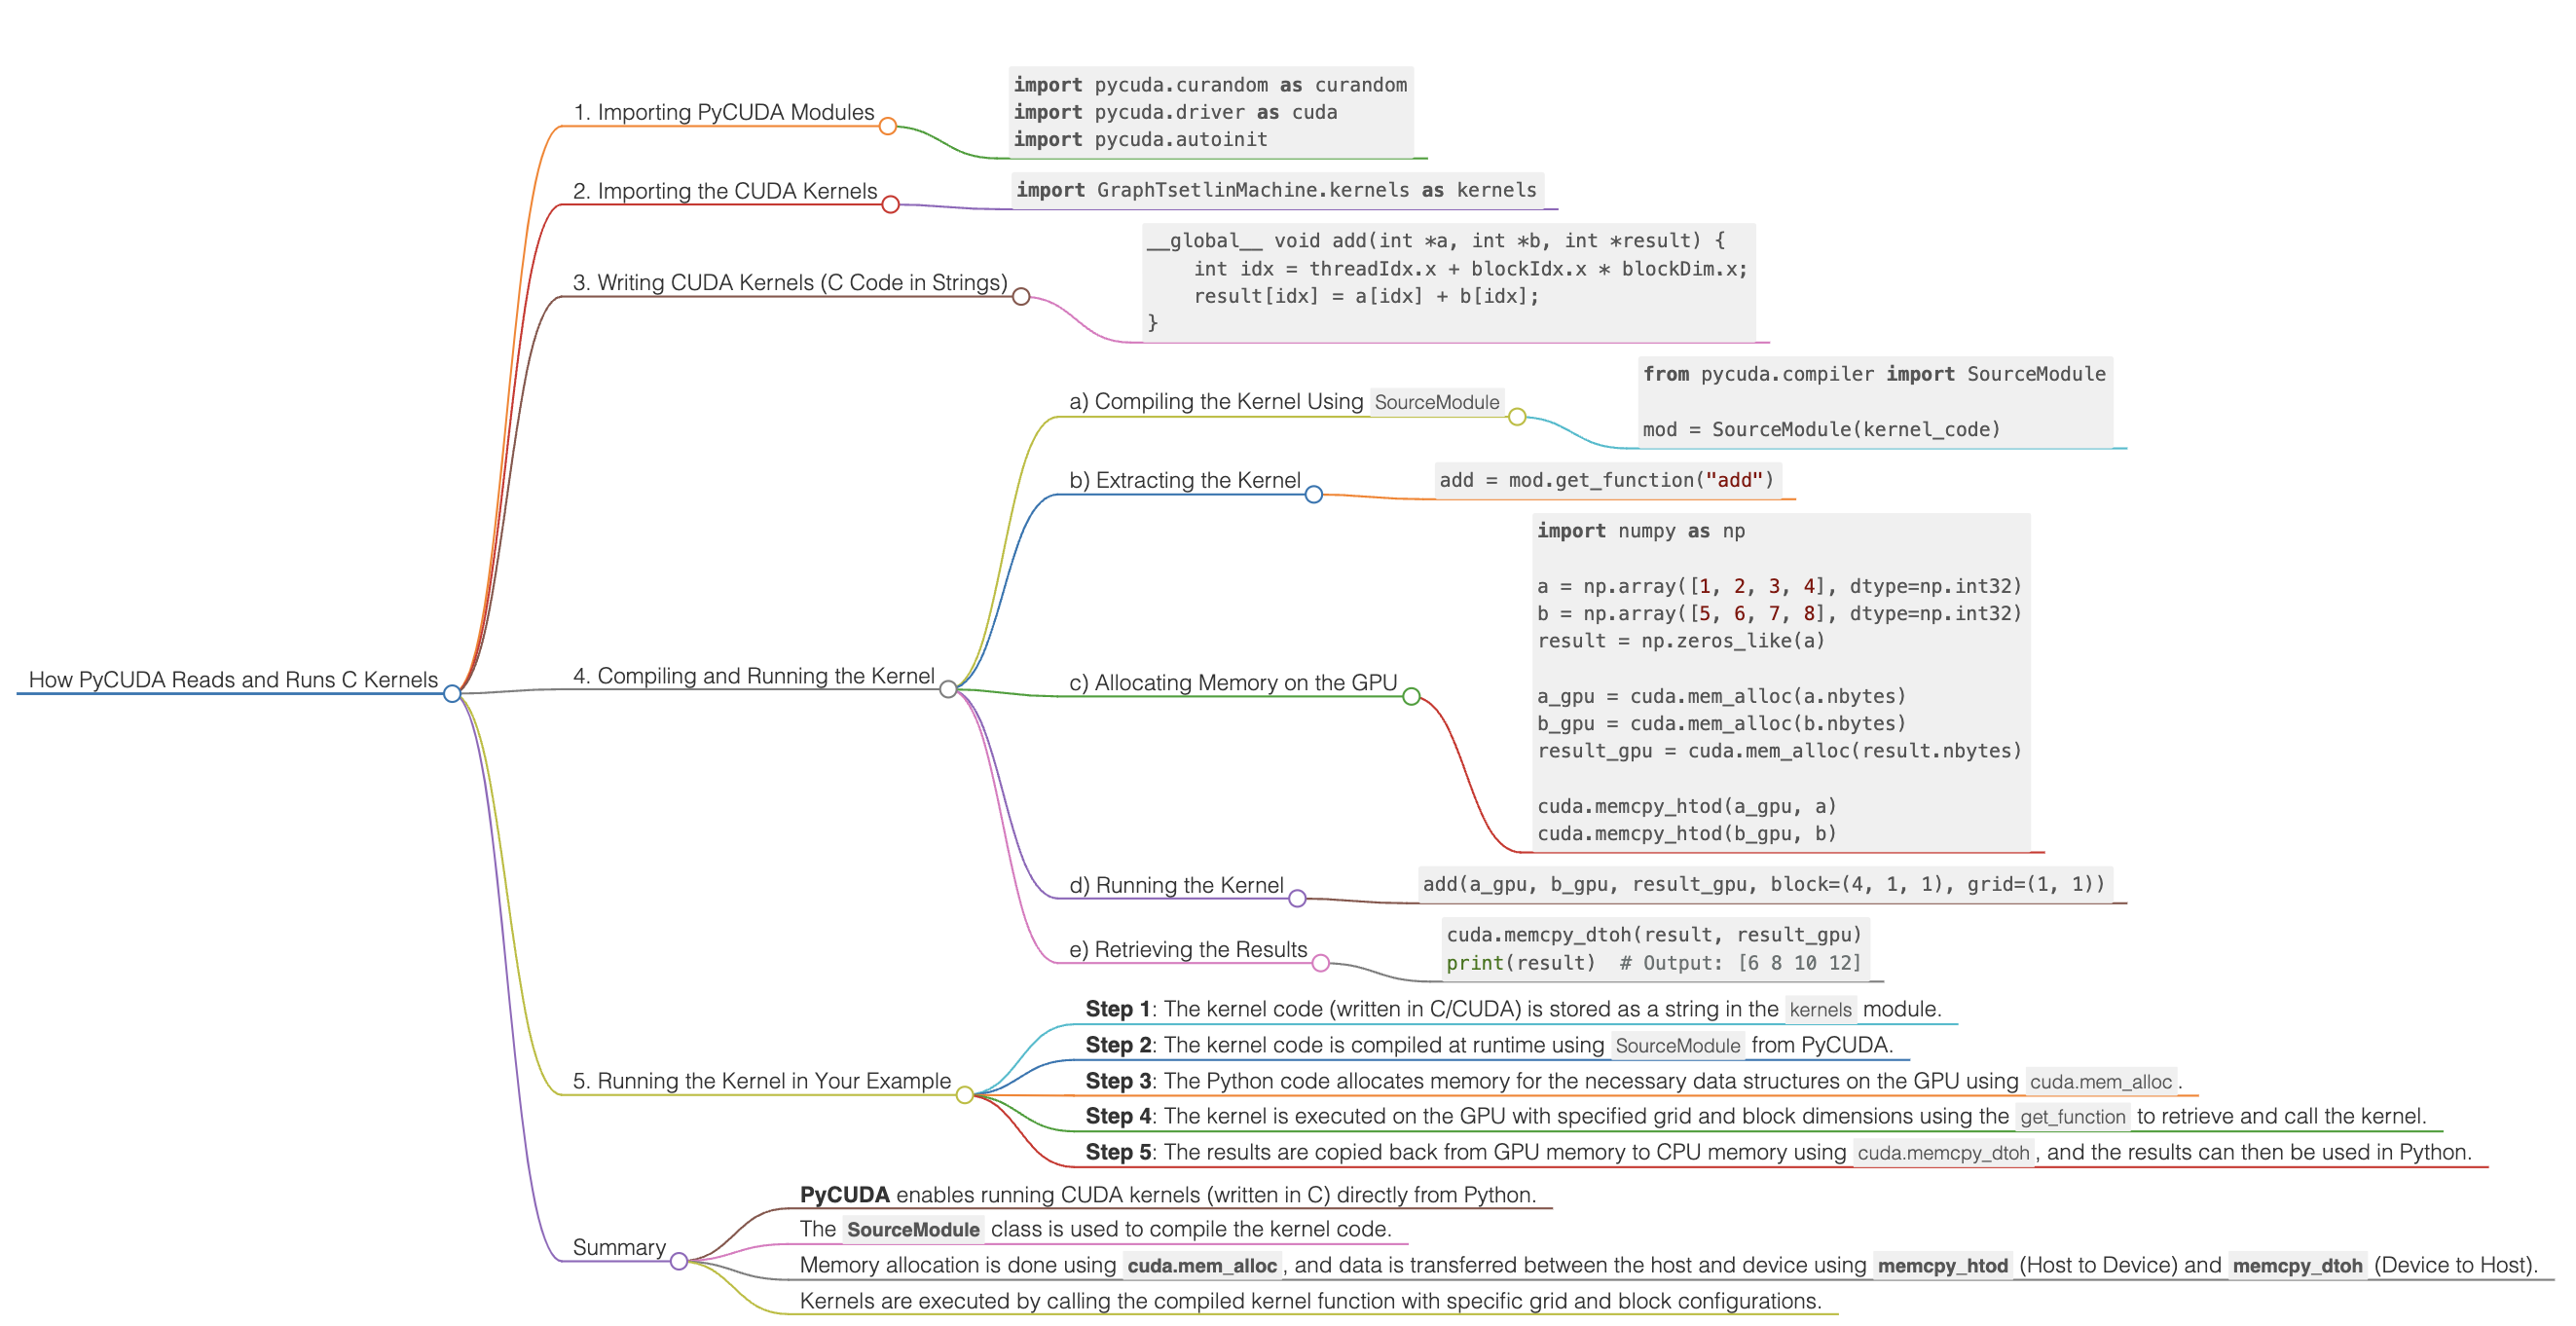 How PyCUDA Reads and Runs C Kernels
1. Importing PyCUDA Modules
import pycuda.curandom as curandom
import pycuda.driver as cuda
import pycuda.autoinit
2. Importing the CUDA Kernels
import GraphTsetlinMachine.kernels as kernels
3. Writing CUDA Kernels (C Code in Strings)
__global__ void add(int *a, int *b, int *result) {
    int idx = threadIdx.x + blockIdx.x * blockDim.x;
    result[idx] = a[idx] + b[idx];
}
4. Compiling and Running the Kernel
a) Compiling the Kernel Using SourceModule
from pycuda.compiler import SourceModule
mod = SourceModule(kernel_code)
b) Extracting the Kernel
add = mod.get_function("add")
c) Allocating Memory on the GPU
import numpy as np
a = np.array([1, 2, 3, 4], dtype=np.int32)
b = np.array([5, 6, 7, 8], dtype=np.int32)
result = np.zeros_like(a)
a_gpu = cuda.mem_alloc(a.nbytes)
b_gpu = cuda.mem_alloc(b.nbytes)
result_gpu = cuda.mem_alloc(result.nbytes)
cuda.memcpy_htod(a_gpu, a)
cuda.memcpy_htod(b_gpu, b)
d) Running the Kernel
add(a_gpu, b_gpu, result_gpu, block=(4, 1, 1), grid=(1, 1))
e) Retrieving the Results
cuda.memcpy_dtoh(result, result_gpu)
print(result)  # Output: [6 8 10 12]
5. Running the Kernel in Your Example
Step 1: The kernel code (written in C/CUDA) is stored as a string in the kernels module.
Step 2: The kernel code is compiled at runtime using SourceModule from PyCUDA.
Step 3: The Python code allocates memory for the necessary data structures on the GPU using cuda.mem_alloc.
Step 4: The kernel is executed on the GPU with specified grid and block dimensions using the get_function to retrieve and call the kernel.
Step 5: The results are copied back from GPU memory to CPU memory using cuda.memcpy_dtoh, and the results can then be used in Python.
Summary
PyCUDA enables running CUDA kernels (written in C) directly from Python.
The SourceModule class is used to compile the kernel code.
Memory allocation is done using cuda.mem_alloc, and data is transferred between the host and device using memcpy_htod (Host to Device) and memcpy_dtoh (Device to Host).
Kernels are executed by calling the compiled kernel function with specific grid and block configurations.